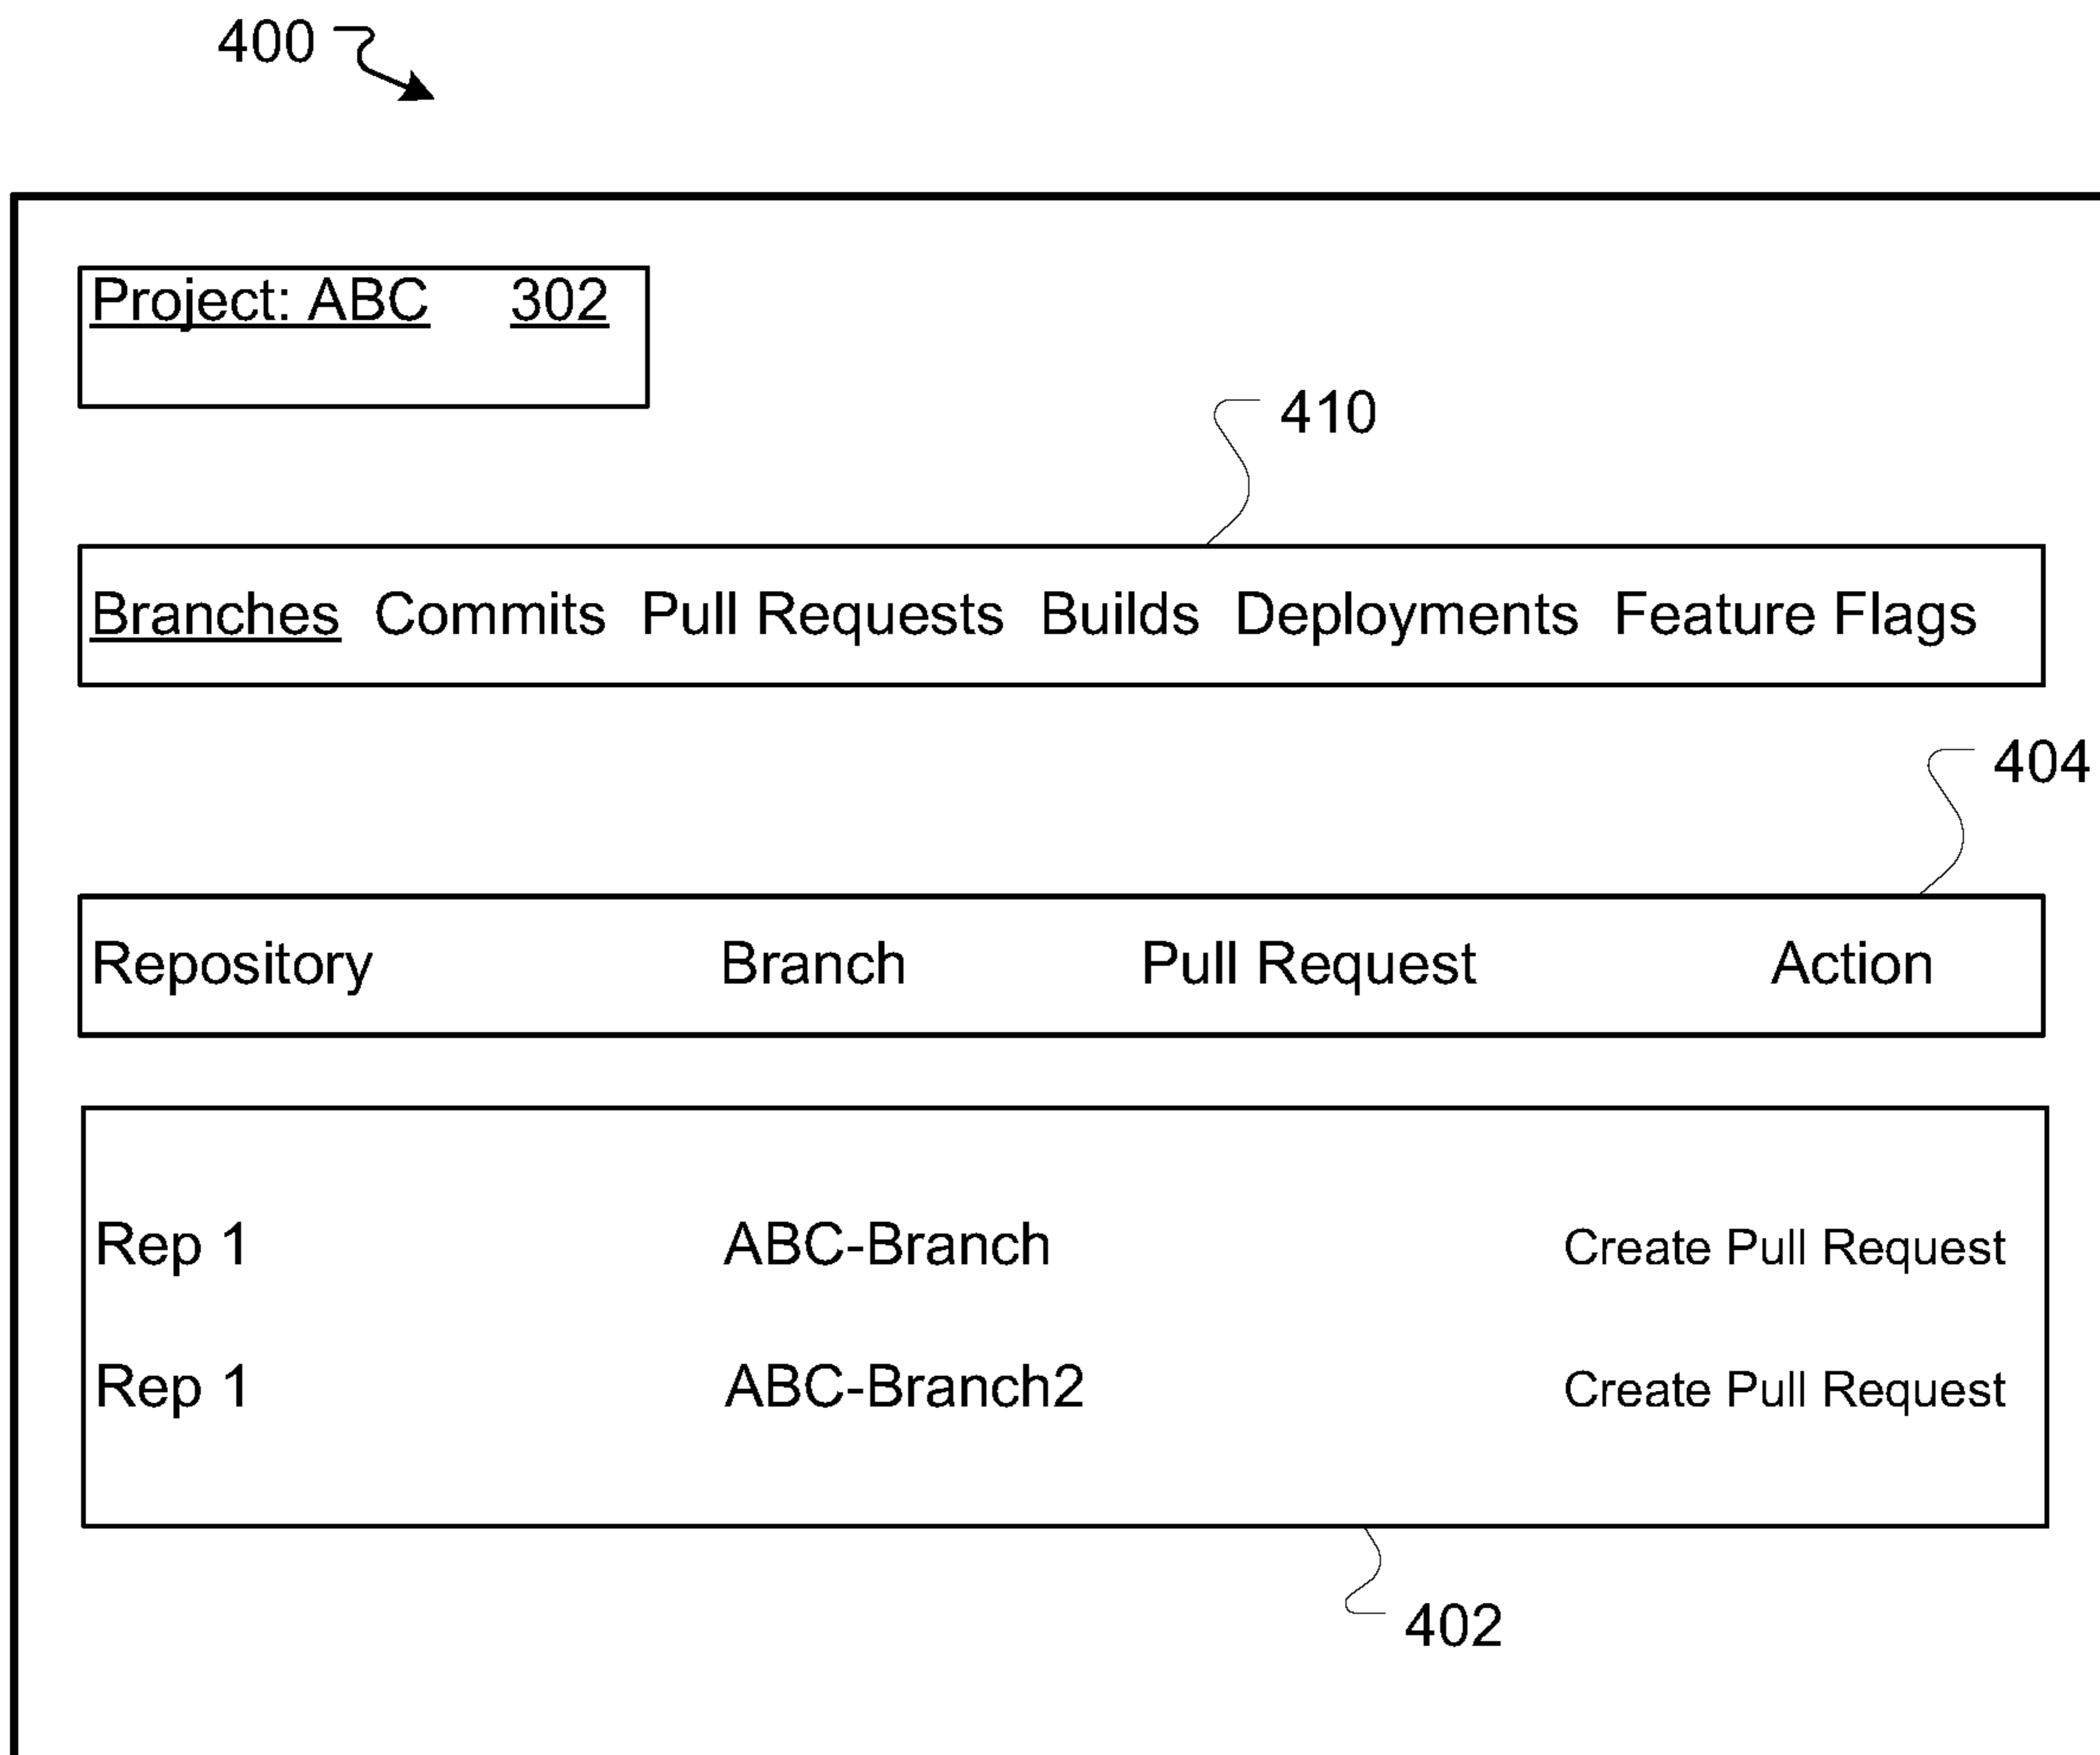 400
Project: ABC 302
410
Branches Commits Pull Requests Builds Deployments Feature Flags
404
Repository Branch Pull Request Action
Rep 1 ABC-Branch Create Pull Request
Rep 1 ABC-Branch2 Create Pull Request
402